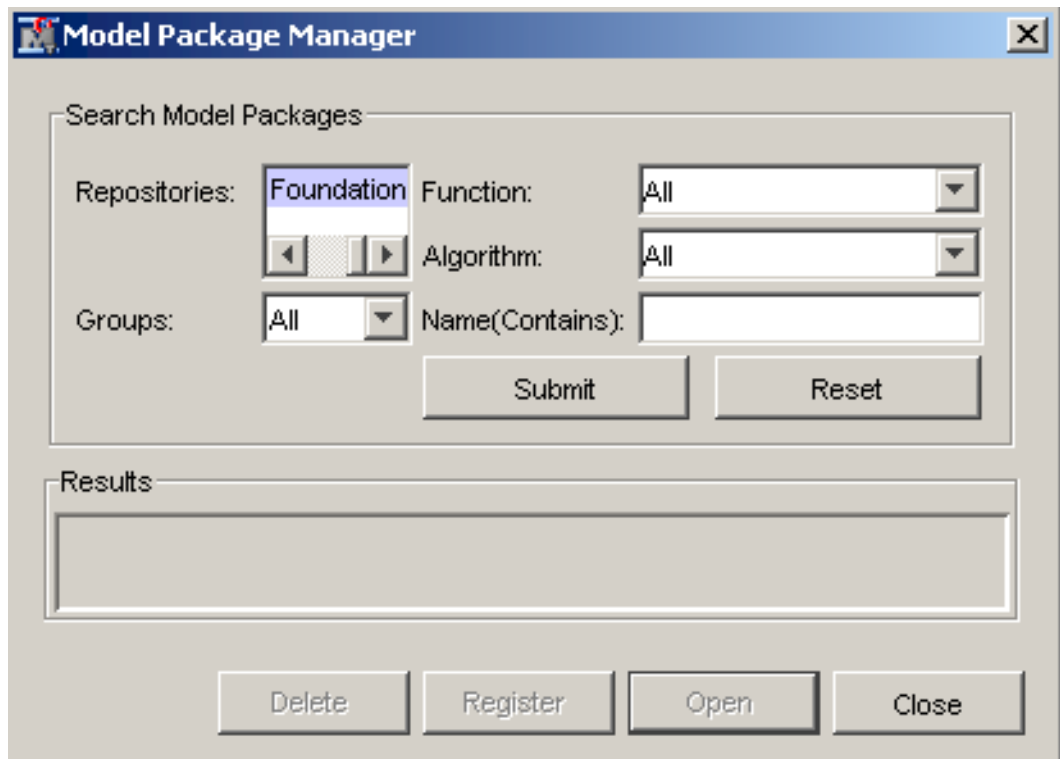 Model Package Manager
Search Model Packages
Repositories: Foundation Function: All
Algorithm: All
Groups: All Name(Contains):
Submit Reset
Results
Delete Register Open Close